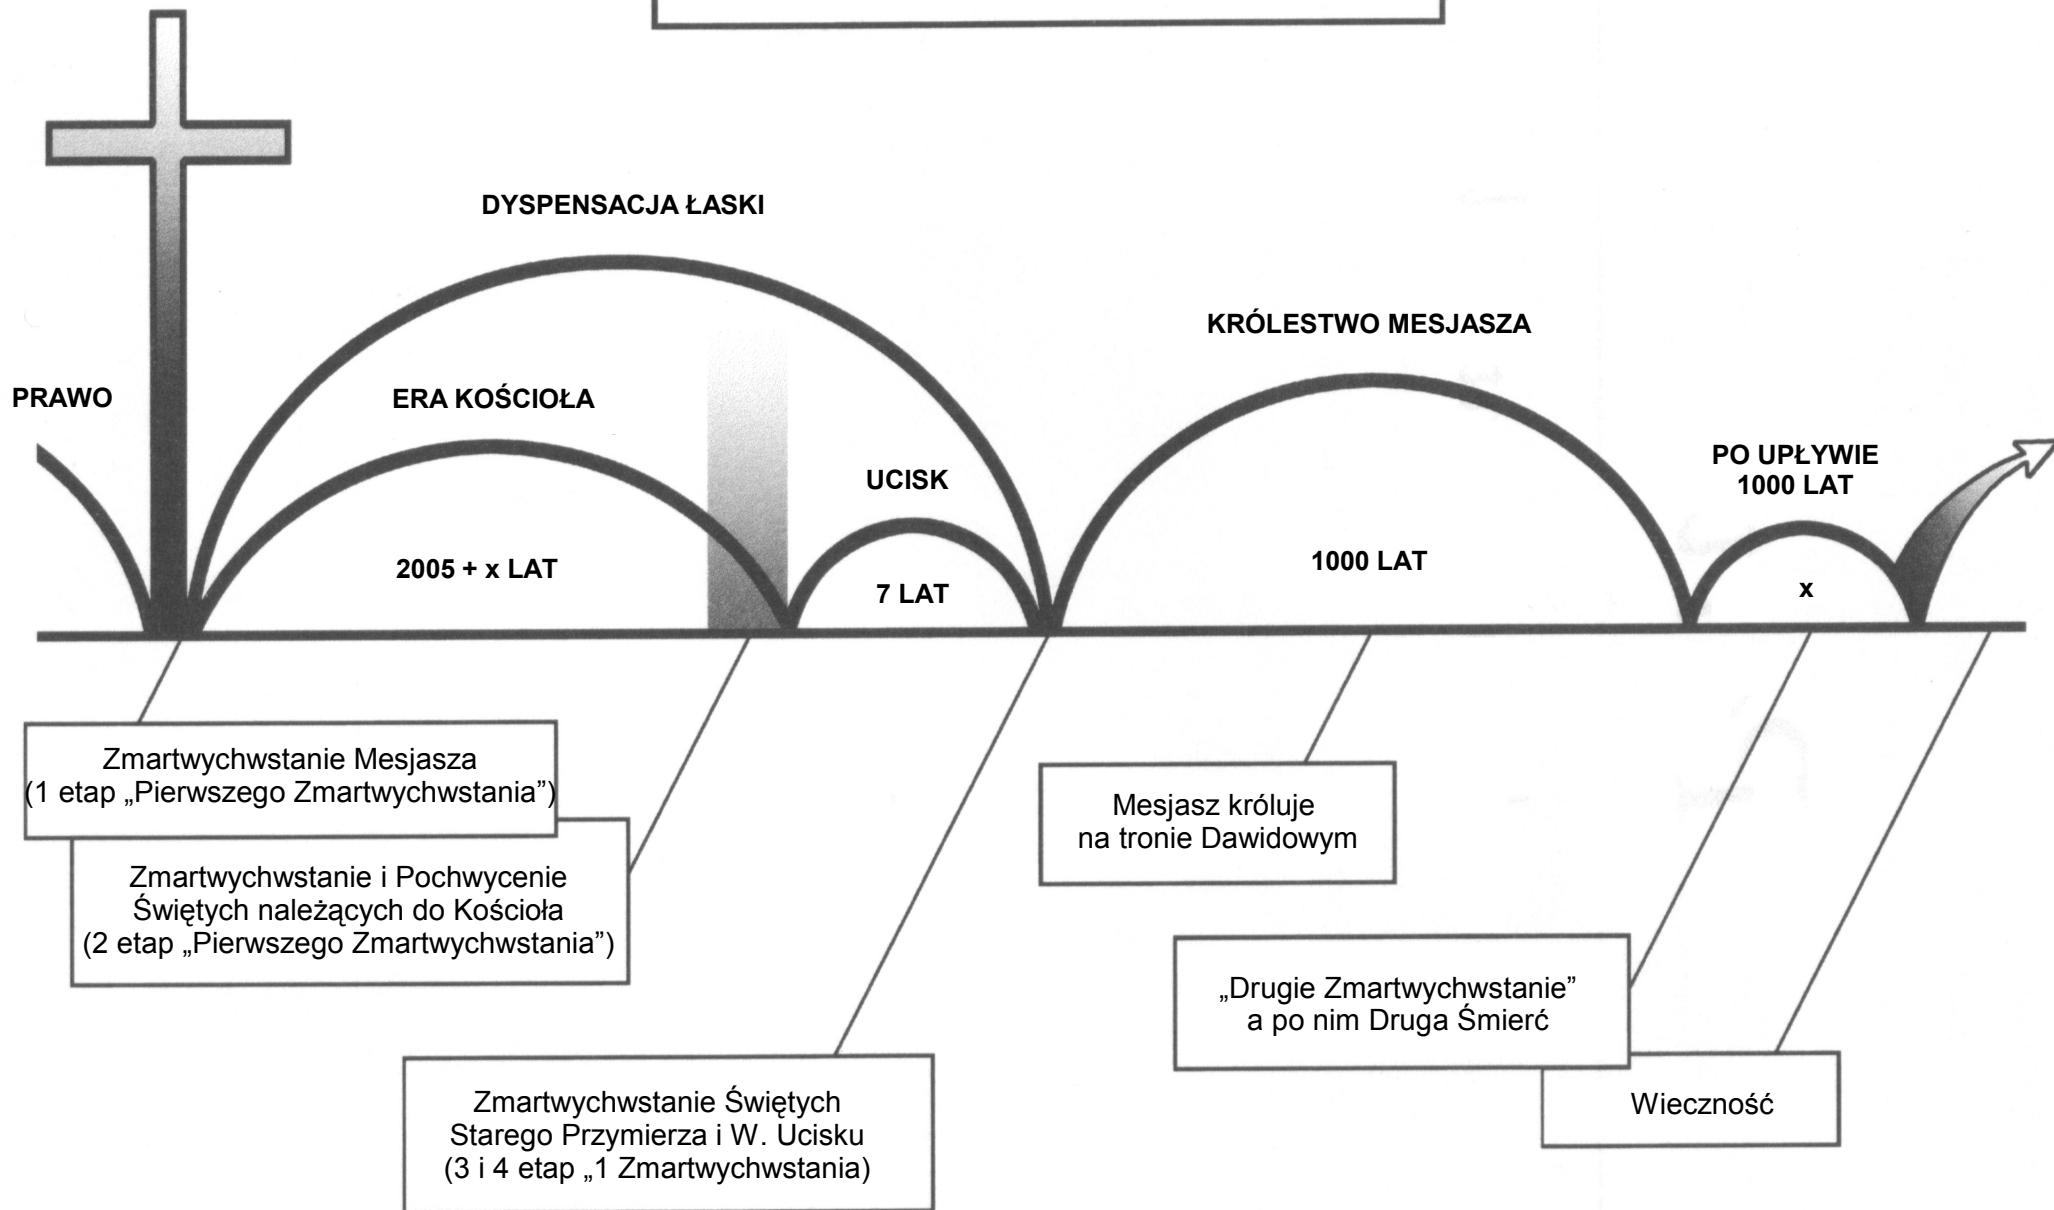 DYSPENSACJA ŁASKI
KRÓLESTWO MESJASZA
PRAWO
ERA KOŚCIOŁA
UCISK
PO UPŁYWIE
1000 LAT
2005 + x LAT
7 LAT
1000 LAT
x
Zmartwychwstanie Mesjasza
(1 etap „Pierwszego Zmartwychwstania”)
Zmartwychwstanie i Pochwycenie
Świętych należących do Kościoła
(2 etap „Pierwszego Zmartwychwstania”)
Zmartwychwstanie Świętych
Starego Przymierza i W. Ucisku
(3 i 4 etap „1 Zmartwychwstania)
Mesjasz króluje
na tronie Dawidowym
„Drugie Zmartwychwstanie”
a po nim Druga Śmierć
Wieczność